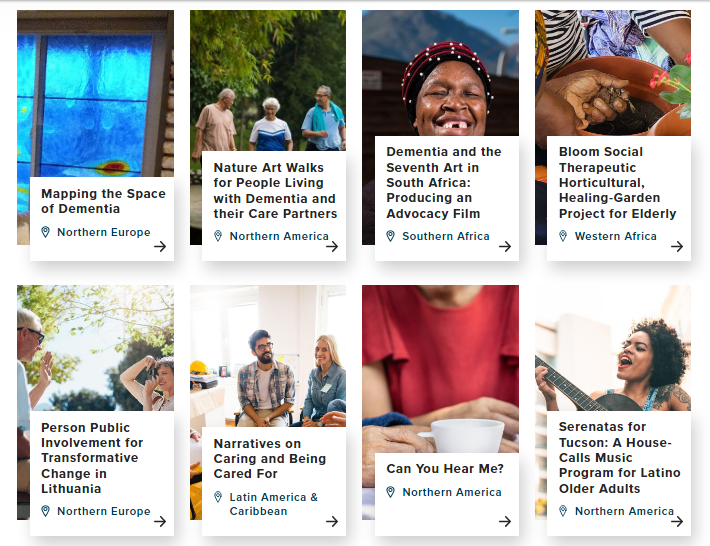 Mapping the Space
of Dementia
Northern Europe
Nature Art Walks
for People Living
with Dementia and
their Care Partners
Northern America
Dementia and the
Seventh Art in
South Africa:
Producing an
Advocacy Film
Southern Africa
Bloom Social
Therapeutic
Horticultural,
Healing-Garden
Project for Elderly
Western Africa
Person Public
Involvement for
Transformative
Change in
Lithuania
Northern Europe
Narratives on
Caring and Being
Cared For
Latin America &
Caribbean
Can You Hear Me?
Northern America
Serenatas for
Tucson: A House-
Calls Music
Program for Latino
Older Adults
Northern America